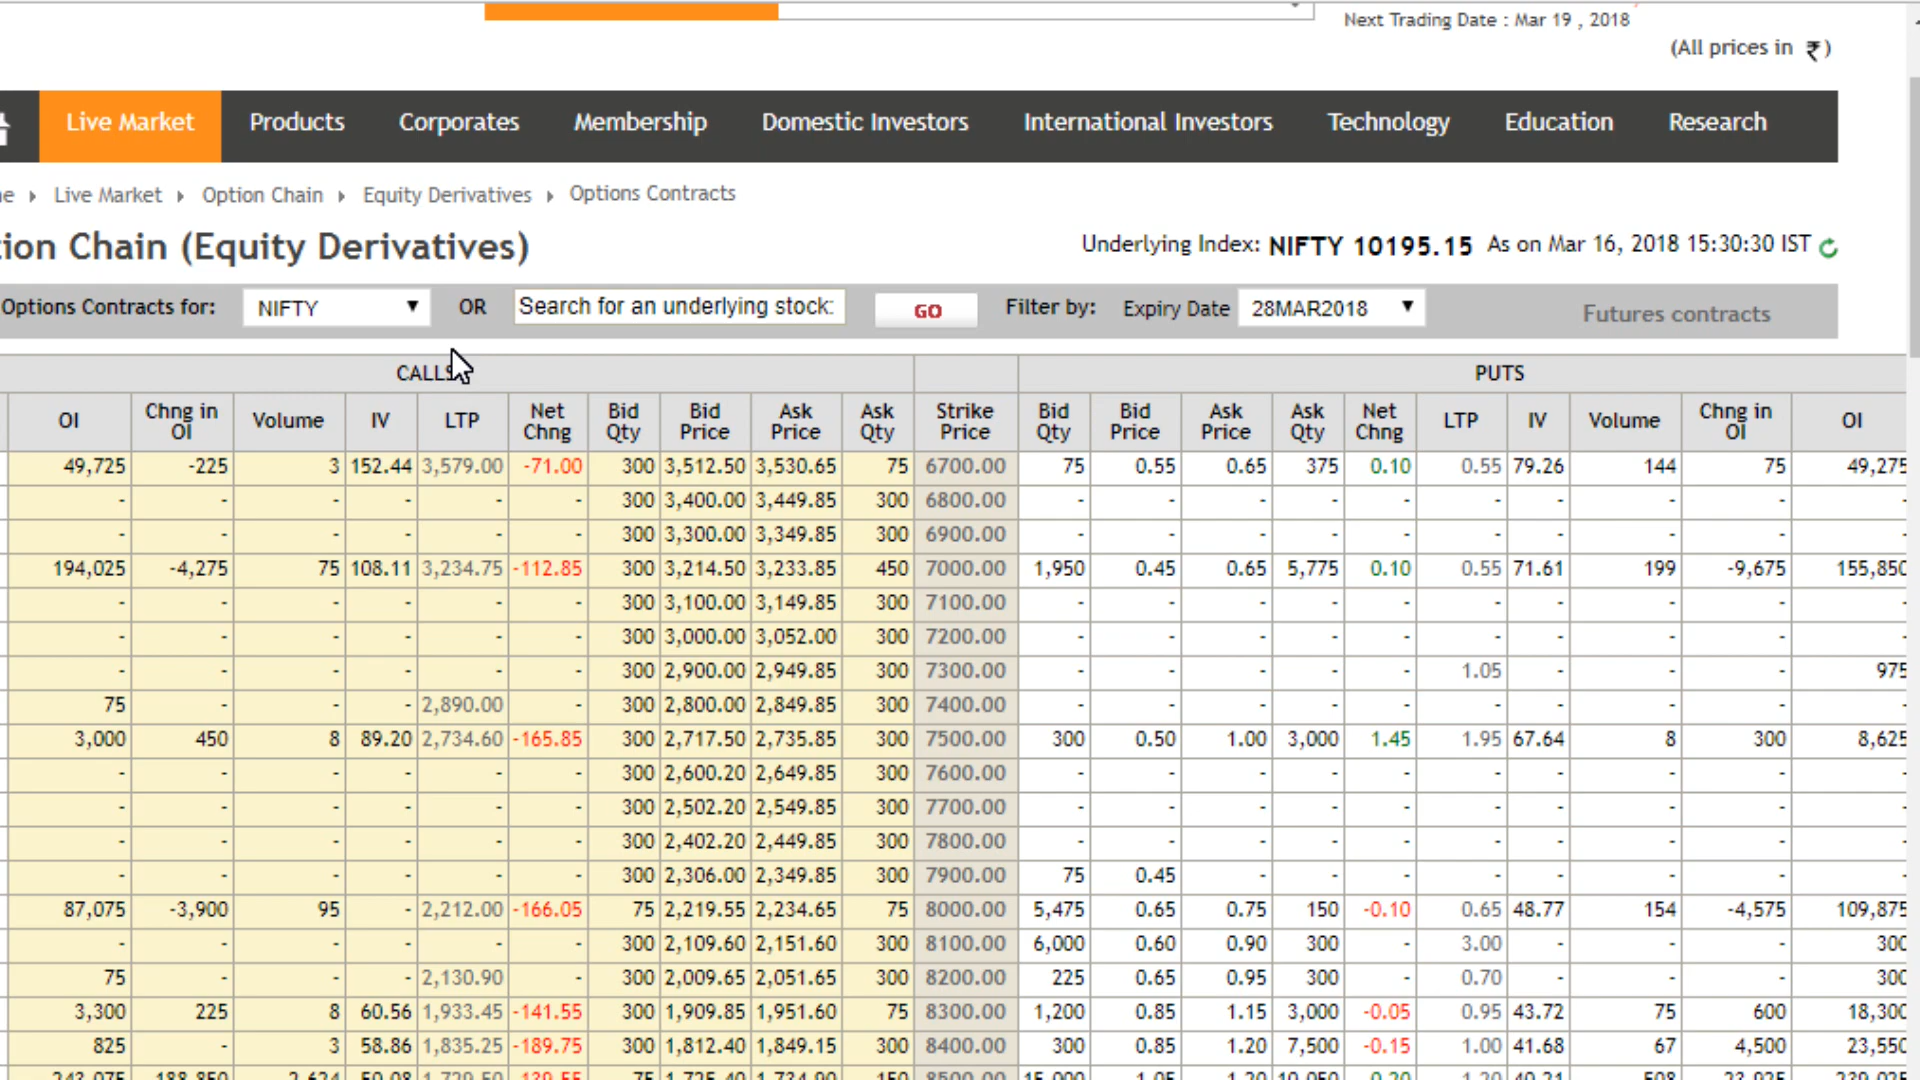 Next Trading Date : Mar 19 , 2018
(All prices in ₹)
Live Market Products Corporates Membership Domestic Investors International Investors Technology Education Research
Live Market Option Chain Equity Derivatives Options Contracts
Chain (Equity Derivatives)
Underlying Index: NIFTY 10195.15 As on Mar 16, 2018 15:30:30 IST
Options Contracts for: NIFTY OR Search for an underlying stock: GO Filter by: Expiry Date 28MAR2018 Futures contracts
CALLS PUTS
OI Chng in OI Volume IV LTP Net Chng Bid Qty Bid Price Ask Price Ask Qty Strike Price Bid Qty Bid Price Ask Price Ask Qty Net Chng LTP IV Volume Chng in OI OI
49,725 -225 3 152.44 3,579.00 -71.00 300 3,512.50 3,530.65 75 6700.00 75 0.55 0.65 375 0.10 0.55 79.26 144 75 49,275
- - - - - - 300 3,400.00 3,449.85 300 6800.00 - - - - - - - - - -
- - - - - - 300 3,300.00 3,349.85 300 6900.00 - - - - - - - - - -
194,025 -4,275 75 108.11 3,234.75 -112.85 300 3,214.50 3,233.85 450 7000.00 1,950 0.45 0.65 5,775 0.10 0.55 71.61 199 -9,675 155,850
- - - - - - 300 3,100.00 3,149.85 300 7100.00 - - - - - - - - - -
- - - - - - 300 3,000.00 3,052.00 300 7200.00 - - - - - - - - - -
- - - - - - 300 2,900.00 2,949.85 300 7300.00 - - - - - 1.05 - - - 975
75 - - - 2,890.00 - 300 2,800.00 2,849.85 300 7400.00 - - - - - - - - - -
3,000 450 8 89.20 2,734.60 -165.85 300 2,717.50 2,735.85 300 7500.00 300 0.50 1.00 3,000 1.45 1.95 67.64 8 300 8,625
- - - - - - 300 2,600.20 2,649.85 300 7600.00 - - - - - - - - - -
- - - - - - 300 2,502.20 2,549.85 300 7700.00 - - - - - - - - - -
- - - - - - 300 2,402.20 2,449.85 300 7800.00 - - - - - - - - - -
- - - - - - 300 2,306.00 2,349.85 300 7900.00 75 0.45 - - - - - - - -
87,075 -3,900 95 - 2,212.00 -166.05 75 2,219.55 2,234.65 75 8000.00 5,475 0.65 0.75 150 -0.10 0.65 48.77 154 -4,575 109,875
- - - - - - 300 2,109.60 2,151.60 300 8100.00 6,000 0.60 0.90 300 - 3.00 - - - 300
75 - - - 2,130.90 - 300 2,009.65 2,051.65 300 8200.00 225 0.65 0.95 300 - 0.70 - - - 300
3,300 225 8 60.56 1,933.45 -141.55 300 1,909.85 1,951.60 75 8300.00 1,200 0.85 1.15 3,000 -0.05 0.95 43.72 75 600 18,300
825 - 3 58.86 1,835.25 -189.75 300 1,812.40 1,849.15 300 8400.00 300 0.85 1.20 7,500 -0.15 1.00 41.68 67 4,500 23,550